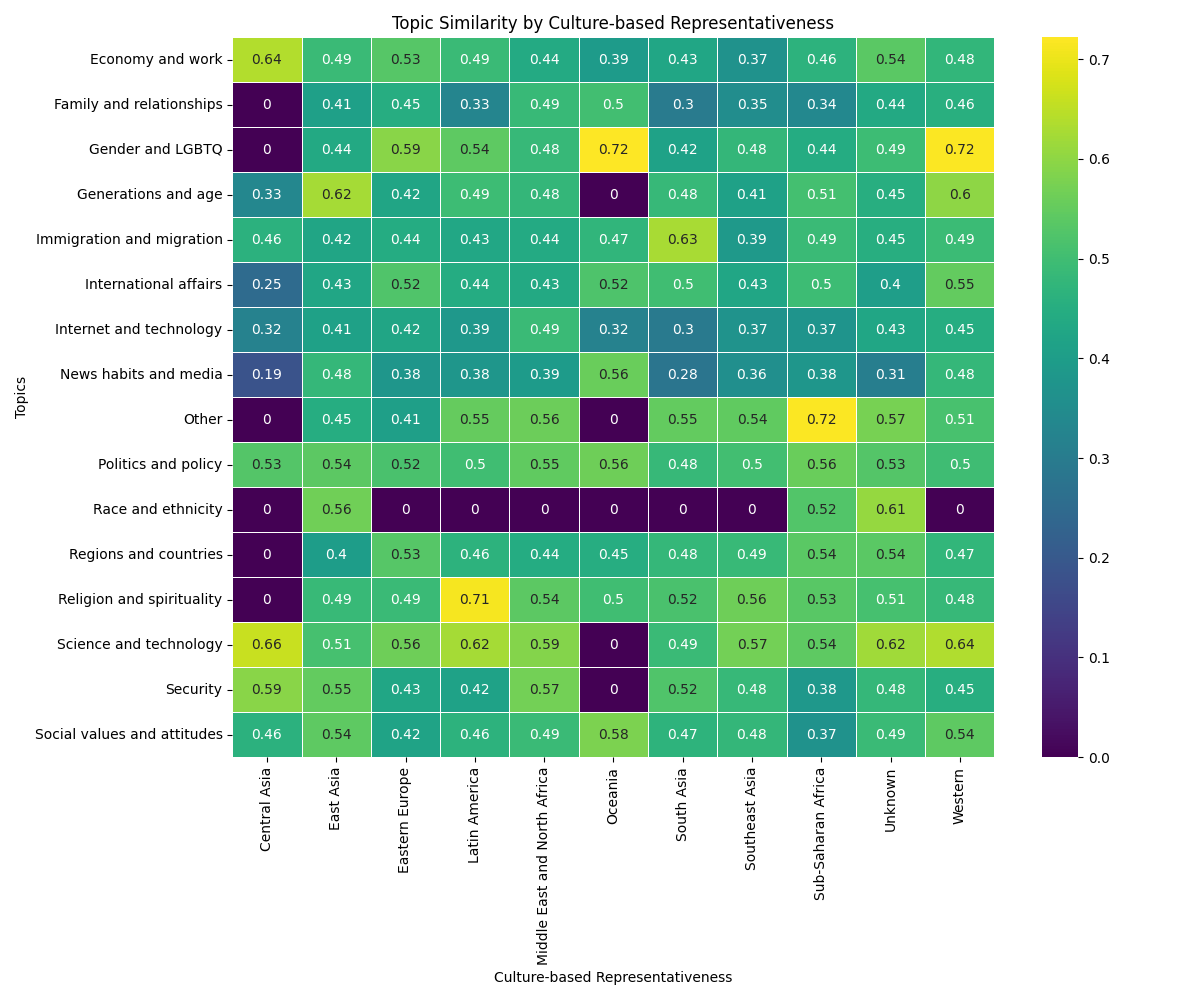 Topic Similarity by Culture-based Representativeness
Topics
Economy and work 0.64 0.49 0.53 0.49 0.44 0.39 0.43 0.37 0.46 0.54 0.48
Family and relationships 0 0.41 0.45 0.33 0.49 0.5 0.3 0.35 0.34 0.44 0.46
Gender and LGBTQ 0 0.44 0.59 0.54 0.48 0.72 0.42 0.48 0.44 0.49 0.72
Generations and age 0.33 0.62 0.42 0.49 0.48 0 0.48 0.41 0.51 0.45 0.6
Immigration and migration 0.46 0.42 0.44 0.43 0.44 0.47 0.63 0.39 0.49 0.45 0.49
International affairs 0.25 0.43 0.52 0.44 0.43 0.52 0.5 0.43 0.5 0.4 0.55
Internet and technology 0.32 0.41 0.42 0.39 0.49 0.32 0.3 0.37 0.37 0.43 0.45
News habits and media 0.19 0.48 0.38 0.38 0.39 0.56 0.28 0.36 0.38 0.31 0.48
Other 0 0.45 0.41 0.55 0.56 0 0.55 0.54 0.72 0.57 0.51
Politics and policy 0.53 0.54 0.52 0.5 0.55 0.56 0.48 0.5 0.56 0.53 0.5
Race and ethnicity 0 0.56 0 0 0 0 0 0 0.52 0.61 0
Regions and countries 0 0.4 0.53 0.46 0.44 0.45 0.48 0.49 0.54 0.54 0.47
Religion and spirituality 0 0.49 0.49 0.71 0.54 0.5 0.52 0.56 0.53 0.51 0.48
Science and technology 0.66 0.51 0.56 0.62 0.59 0 0.49 0.57 0.54 0.62 0.64
Security 0.59 0.55 0.43 0.42 0.57 0 0.52 0.48 0.38 0.48 0.45
Social values and attitudes 0.46 0.54 0.42 0.46 0.49 0.58 0.47 0.48 0.37 0.49 0.54
Central Asia
East Asia
Eastern Europe
Latin America
Middle East and North Africa
Oceania
South Asia
Southeast Asia
Sub-Saharan Africa
Unknown
Western
Culture-based Representativeness
0.7
0.6
0.5
0.4
0.3
0.2
0.1
0.0